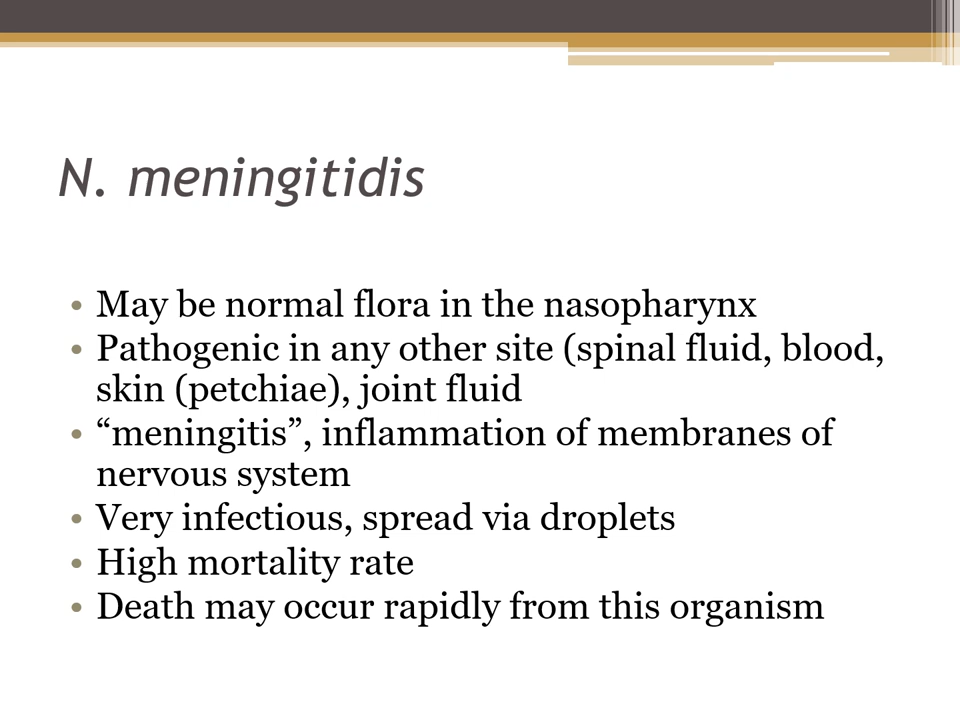 N. meningitidis
• May be normal flora in the nasopharynx
• Pathogenic in any other site (spinal fluid, blood,
skin (petchiae), joint fluid
• “meningitis”, inflammation of membranes of
nervous system
• Very infectious, spread via droplets
• High mortality rate
• Death may occur rapidly from this organism